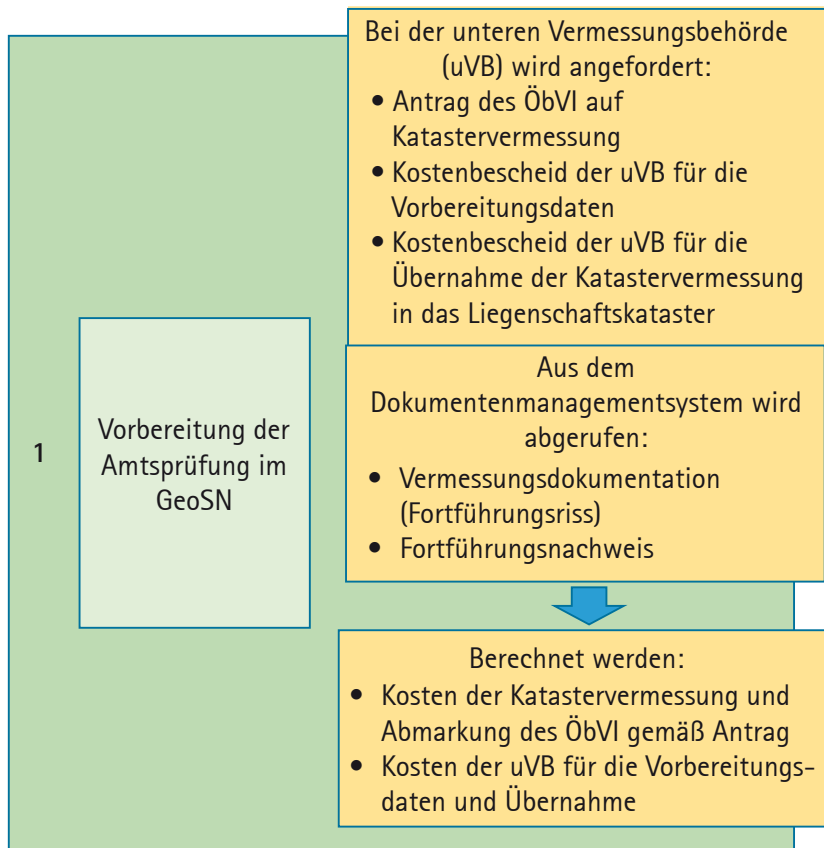 Bei der unteren Vermessungsbehörde
(uVB) wird angefordert:
• Antrag des ÖbVI auf
Katastervermessung
• Kostenbescheid der uVB für die
Vorbereitungsdaten
• Kostenbescheid der uVB für die
Übernahme der Katastervermessung
in das Liegenschaftskataster
1
Vorbereitung der
Amtsprüfung im
GeoSN
Aus dem
Dokumentenmanagementsystem wird
abgerufen:
• Vermessungsdokumentation
(Fortführungsriss)
• Fortführungsnachweis
Berechnet werden:
• Kosten der Katastervermessung und
Abmarkung des ÖbVI gemäß Antrag
• Kosten der uVB für die Vorbereitungs-
daten und Übernahme